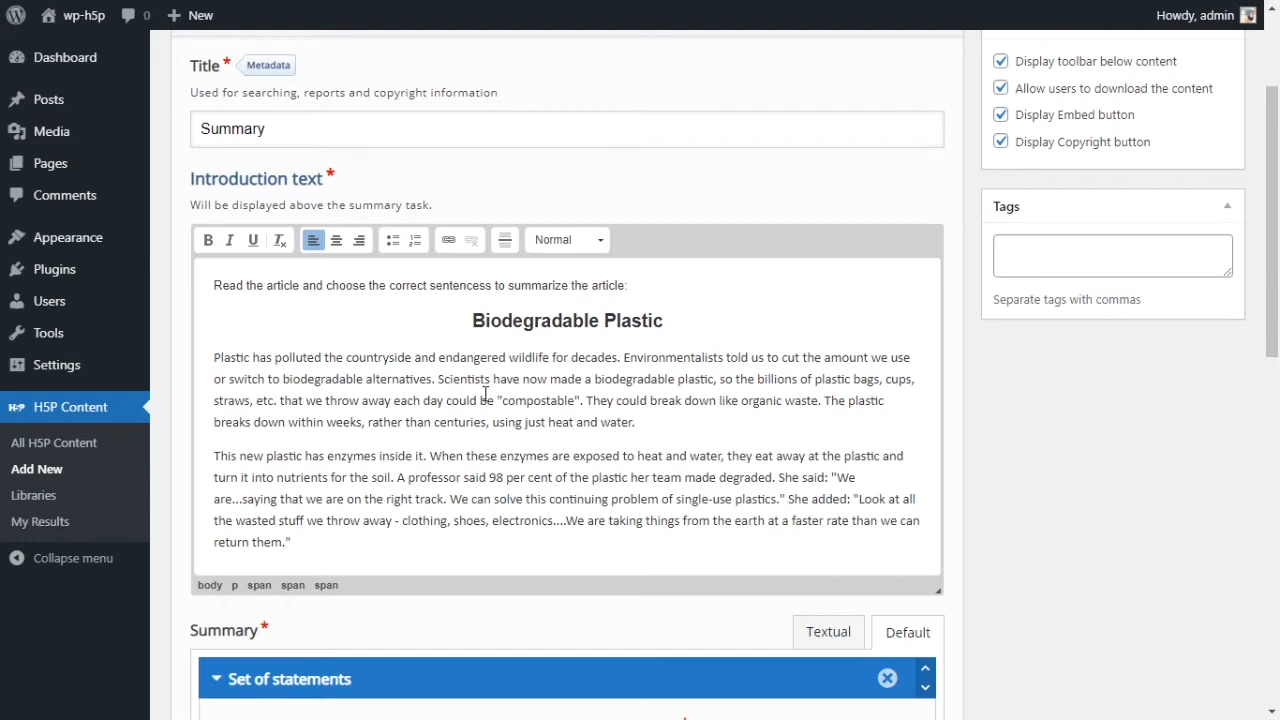 wp-h5p 0 New Howdy, admin
Dashboard
Posts
Media
Pages
Comments
Appearance
Plugins
Users
Tools
Settings
H5P H5P Content
All H5P Content
Add New
Libraries
My Results
Collapse menu
Title * Metadata
Used for searching, reports and copyright information
Summary
Introduction text *
Will be displayed above the summary task.
B I U Tx Normal
Read the article and choose the correct sentencess to summarize the article:
Biodegradable Plastic
Plastic has polluted the countryside and endangered wildlife for decades. Environmentalists told us to cut the amount we use
or switch to biodegradable alternatives. Scientists have now made a biodegradable plastic, so the billions of plastic bags, cups,
straws, etc. that we throw away each day could be "compostable". They could break down like organic waste. The plastic
breaks down within weeks, rather than centuries, using just heat and water.
This new plastic has enzymes inside it. When these enzymes are exposed to heat and water, they eat away at the plastic and
turn it into nutrients for the soil. A professor said 98 per cent of the plastic her team made degraded. She said: "We
are...saying that we are on the right track. We can solve this continuing problem of single-use plastics." She added: "Look at all
the wasted stuff we throw away - clothing, shoes, electronics....We are taking things from the earth at a faster rate than we can
return them."
body p span span span
Summary * Textual Default
Set of statements
Display toolbar below content
Allow users to download the content
Display Embed button
Display Copyright button
Tags
Separate tags with commas